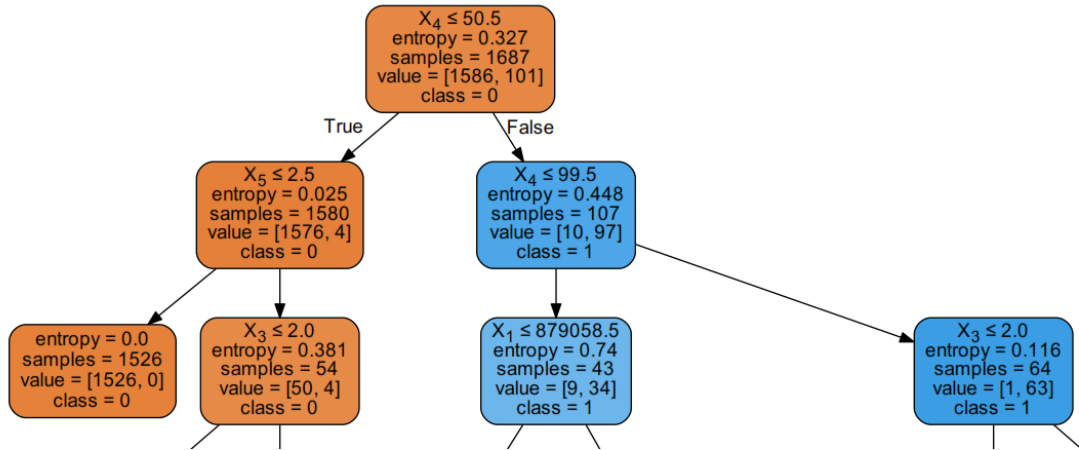 X4 ≤ 50.5
entropy = 0.327
samples = 1687
value = [1586, 101]
class = 0
True
False
X5 ≤ 2.5
entropy = 0.025
samples = 1580
value = [1576, 4]
class = 0
X4 ≤ 99.5
entropy = 0.448
samples = 107
value = [10, 97]
class = 1
entropy = 0.0
samples = 1526
value = [1526, 0]
class = 0
X3 ≤ 2.0
entropy = 0.381
samples = 54
value = [50, 4]
class = 0
X1 ≤ 879058.5
entropy = 0.74
samples = 43
value = [9, 34]
class = 1
X3 ≤ 2.0
entropy = 0.116
samples = 64
value = [1, 63]
class = 1